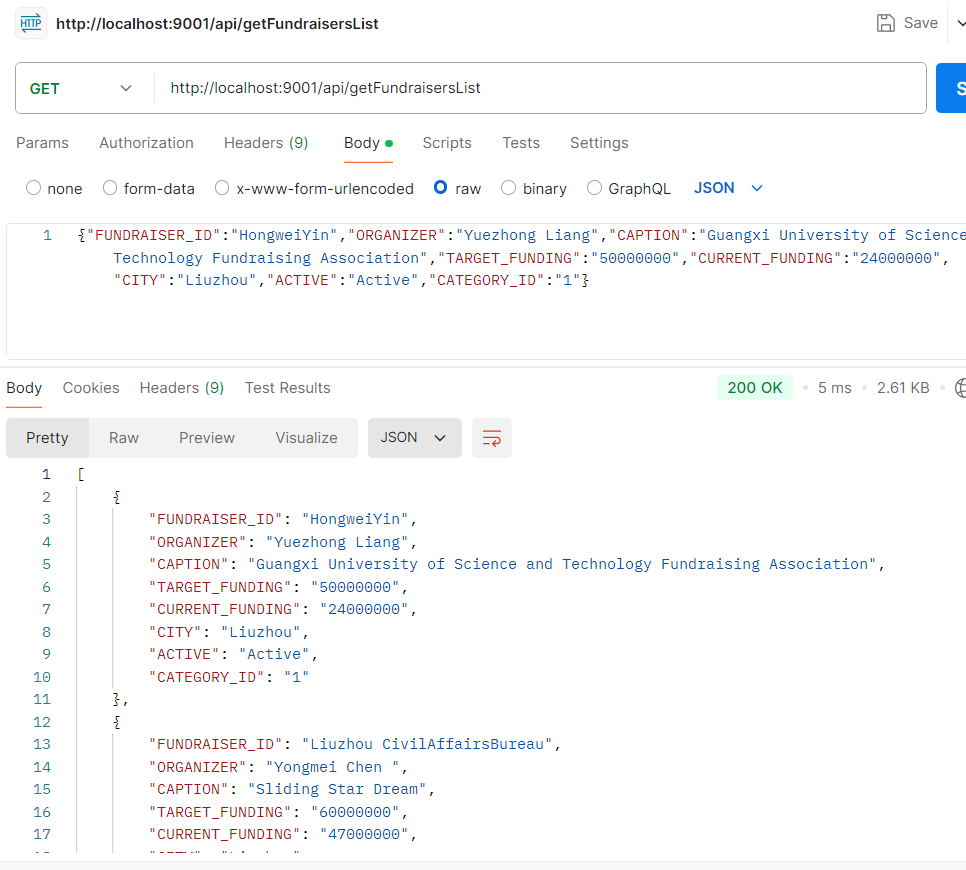 HTTP http://localhost:9001/api/getFundraisersList Save
GET http://localhost:9001/api/getFundraisersList S
Params Authorization Headers (9) Body Scripts Tests Settings
none form-data x-www-form-urlencoded raw binary GraphQL JSON
1 {"FUNDRAISER_ID":"HongweiYin","ORGANIZER":"Yuezhong Liang","CAPTION":"Guangxi University of Science
Technology Fundraising Association","TARGET_FUNDING":"50000000","CURRENT_FUNDING":"24000000",
"CITY":"Liuzhou","ACTIVE":"Active","CATEGORY_ID":"1"}
Body Cookies Headers (9) Test Results 200 OK 5 ms 2.61 KB
Pretty Raw Preview Visualize JSON
1 [
2 {
3 "FUNDRAISER_ID": "HongweiYin",
4 "ORGANIZER": "Yuezhong Liang",
5 "CAPTION": "Guangxi University of Science and Technology Fundraising Association",
6 "TARGET_FUNDING": "50000000",
7 "CURRENT_FUNDING": "24000000",
8 "CITY": "Liuzhou",
9 "ACTIVE": "Active",
10 "CATEGORY_ID": "1"
11 },
12 {
13 "FUNDRAISER_ID": "Liuzhou CivilAffairsBureau",
14 "ORGANIZER": "Yongmei Chen ",
15 "CAPTION": "Sliding Star Dream",
16 "TARGET_FUNDING": "60000000",
17 "CURRENT_FUNDING": "47000000",